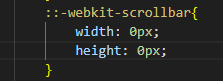 ::-webkit-scrollbar{
width: 0px;
height: 0px;
}